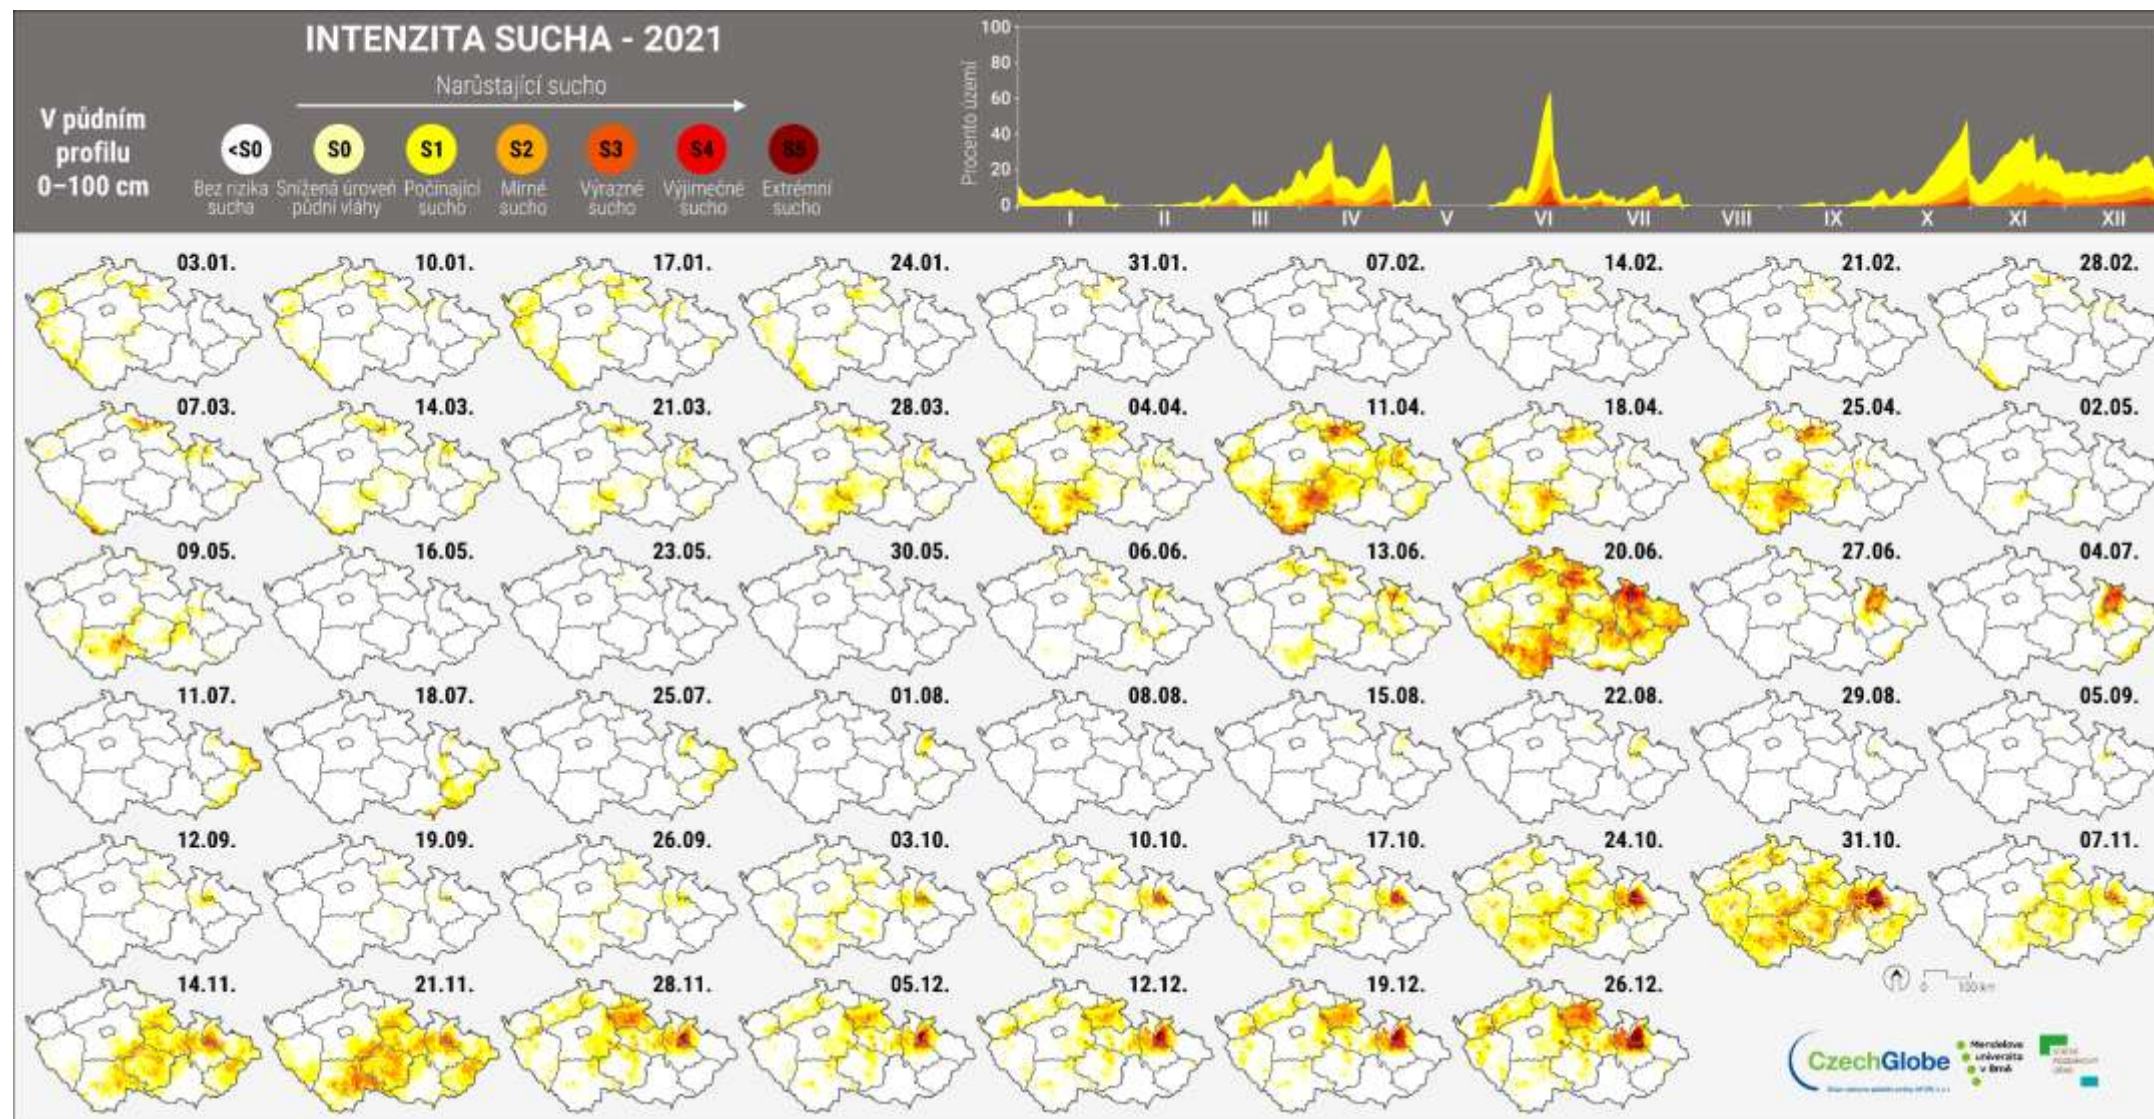 INTENZITA SUCHA - 2021
Narůstající sucho
V půdním
profilu
0–100 cm
<S0 S0 S1 S2 S3 S4 S5
Bez rizika sucha
Snížená úroveň půdní vláhy
Počínající sucho
Mírné sucho
Výrazné sucho
Výjimečné sucho
Extrémní sucho
Procento území
100
80
60
40
20
0
I II III IV V VI VII VIII IX X XI XII
03.01. 10.01. 17.01. 24.01. 31.01. 07.02. 14.02. 21.02. 28.02.
07.03. 14.03. 21.03. 28.03. 04.04. 11.04. 18.04. 25.04. 02.05.
09.05. 16.05. 23.05. 30.05. 06.06. 13.06. 20.06. 27.06. 04.07.
11.07. 18.07. 25.07. 01.08. 08.08. 15.08. 22.08. 29.08. 05.09.
12.09. 19.09. 26.09. 03.10. 10.10. 17.10. 24.10. 31.10. 07.11.
14.11. 21.11. 28.11. 05.12. 12.12. 19.12. 26.12.
0 100 km
CzechGlobe
Mendelova
univerzita
v Brně